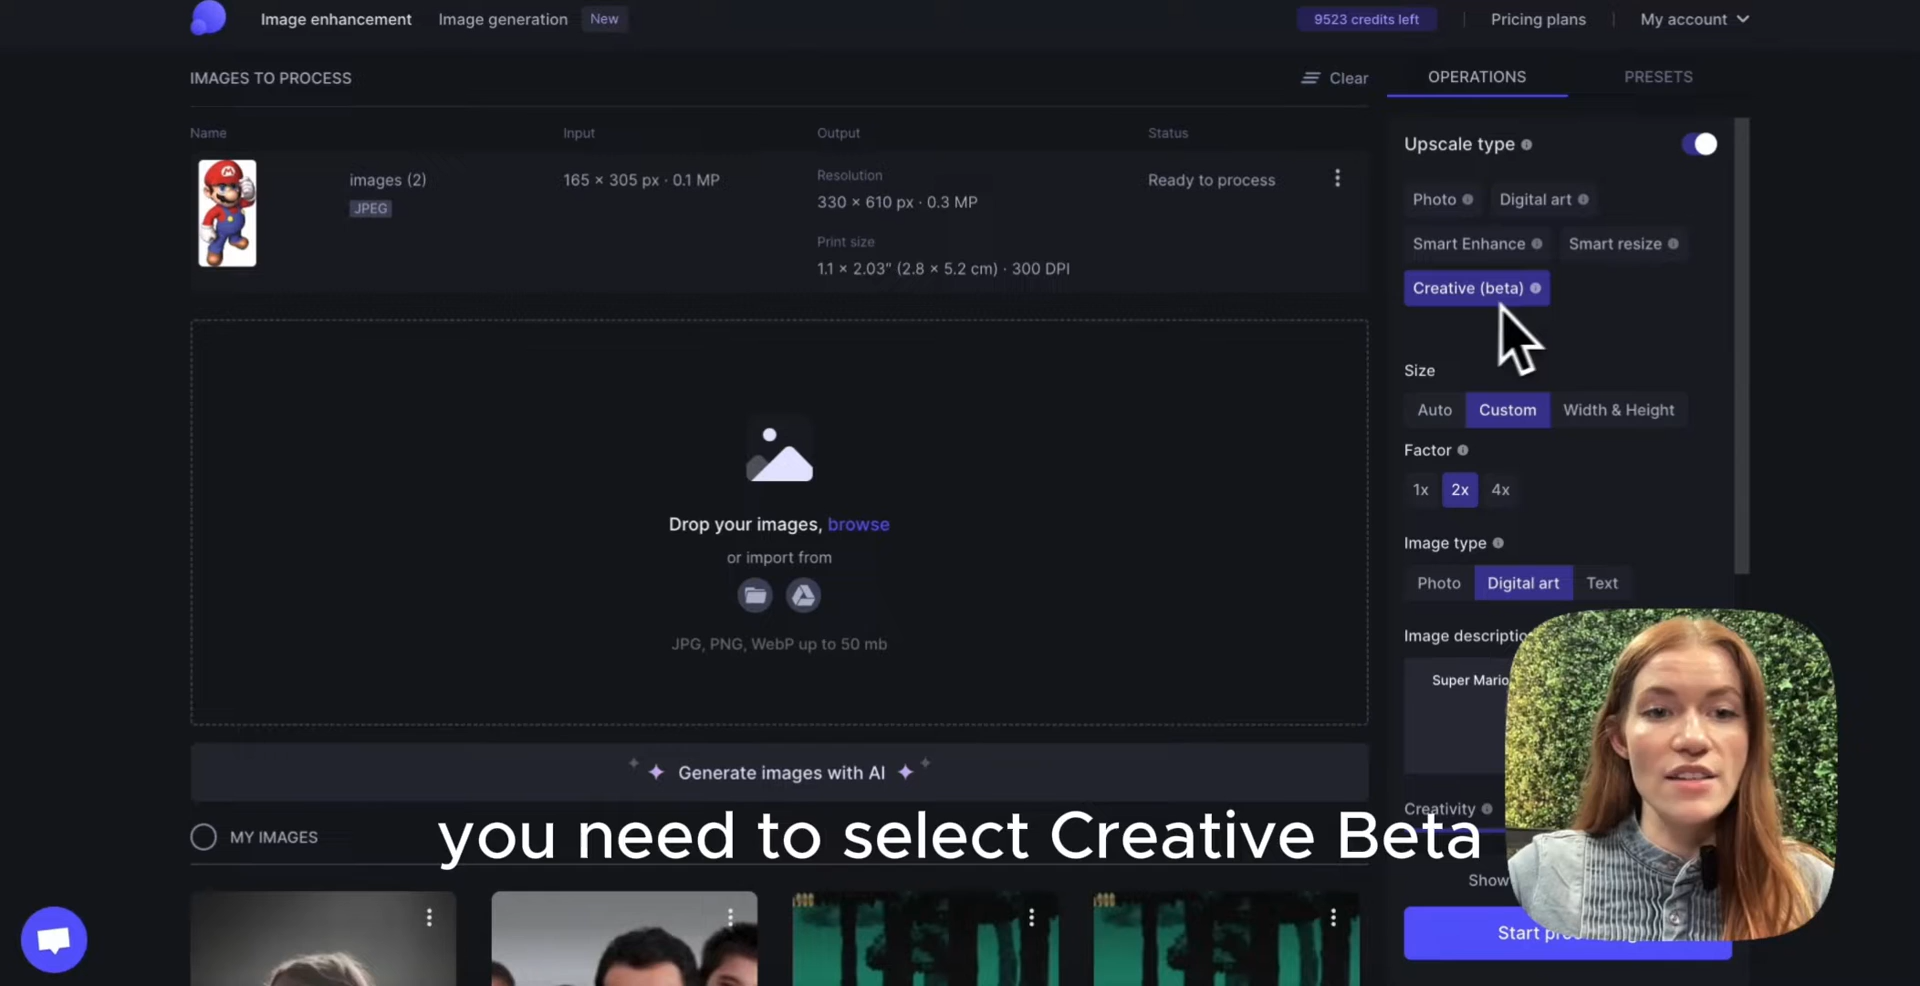 Image enhancement
Image generation
New
9523 credits left
Pricing plans
My account
IMAGES TO PROCESS
Clear
OPERATIONS
PRESETS
Name
Input
Output
Status
images (2)
JPEG
165 × 305 px · 0.1 MP
Resolution
330 × 610 px · 0.3 MP
Print size
1.1 × 2.03" (2.8 × 5.2 cm) · 300 DPI
Ready to process
Upscale type
Photo
Digital art
Smart Enhance
Smart resize
Creative (beta)
Size
Auto
Custom
Width & Height
Factor
1x
2x
4x
Image type
Photo
Digital art
Text
Super Mario
Creativity
Show
Drop your images, browse
or import from
JPG, PNG, WebP up to 50 mb
Generate images with AI
MY IMAGES
you need to select Creative Beta
Image
Start